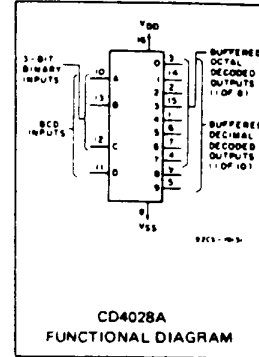 VDD
16
3-BIT
BINARY
INPUTS
BCD
INPUTS
10 A
13 B
12 C
11 D
0 3
1 14
2 2
3 15
4 1
5 6
6 7
7 4
8 9
9 5
BUFFERED
OCTAL
DECODED
OUTPUTS
(1 OF 8)
BUFFERED
DECIMAL
DECODED
OUTPUTS
(1 OF 10)
8
VSS
CD4028A
FUNCTIONAL DIAGRAM